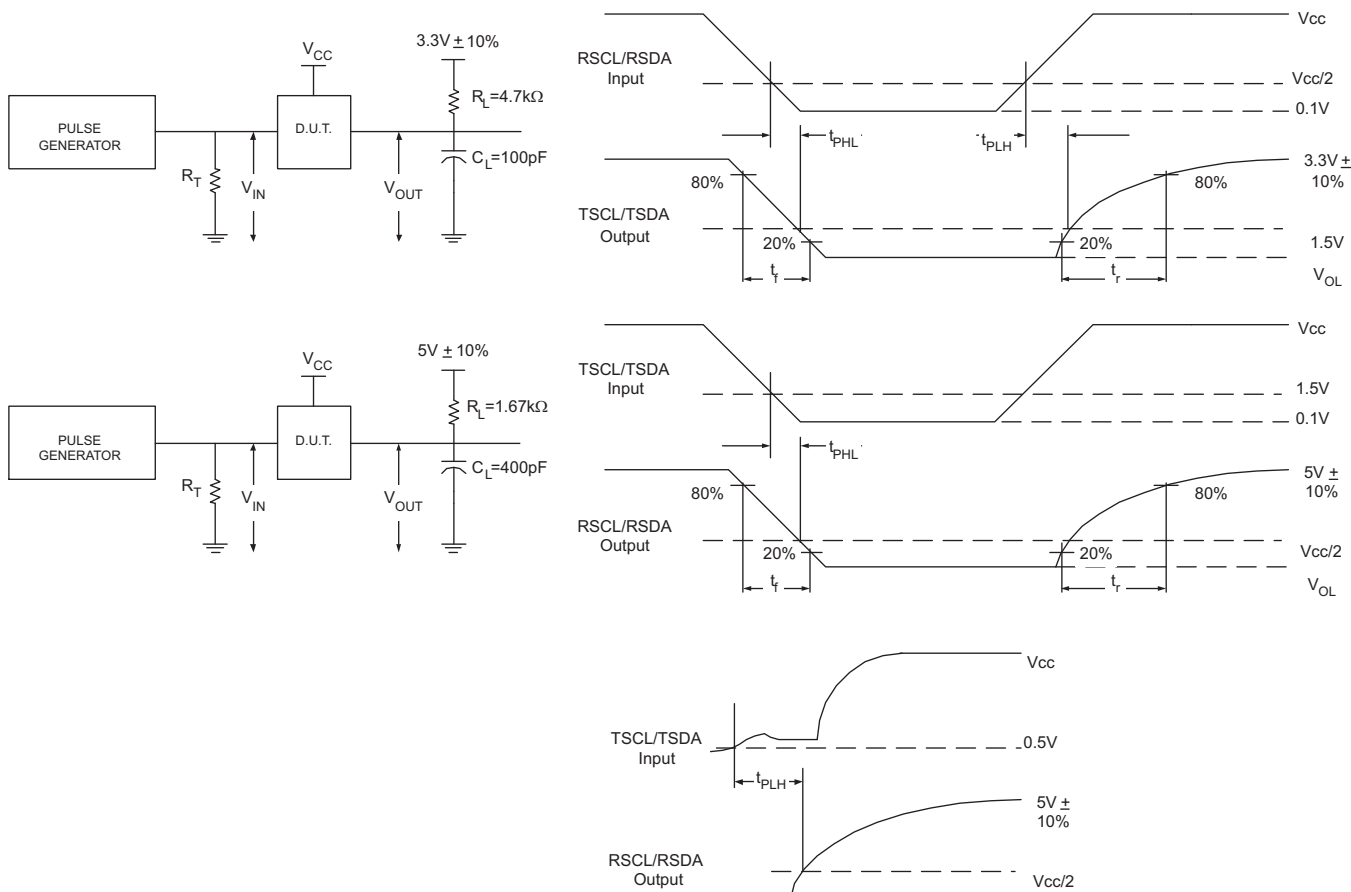 V_CC
3.3V ± 10%
R_L=4.7kΩ
PULSE
GENERATOR
D.U.T.
R_T
V_IN
V_OUT
C_L=100pF
RSCL/RSDA
Input
Vcc
Vcc/2
0.1V
t_PHL
t_PLH
80%
80%
3.3V ±
10%
TSCL/TSDA
Output
20%
20%
1.5V
t_f
t_r
V_OL
V_CC
5V ± 10%
R_L=1.67kΩ
PULSE
GENERATOR
D.U.T.
R_T
V_IN
V_OUT
C_L=400pF
TSCL/TSDA
Input
Vcc
1.5V
0.1V
t_PHL
80%
80%
5V ±
10%
RSCL/RSDA
Output
20%
20%
Vcc/2
t_f
t_r
V_OL
Vcc
TSCL/TSDA
Input
0.5V
t_PLH
5V ±
10%
RSCL/RSDA
Output
Vcc/2